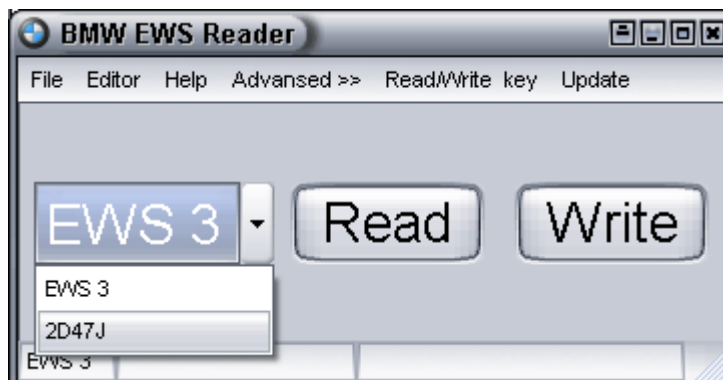 BMW EWS Reader
File Editor Help Advansed >> Read/Write key Update
EWS 3 Read Write
EWS 3
2D47J
EWS 3